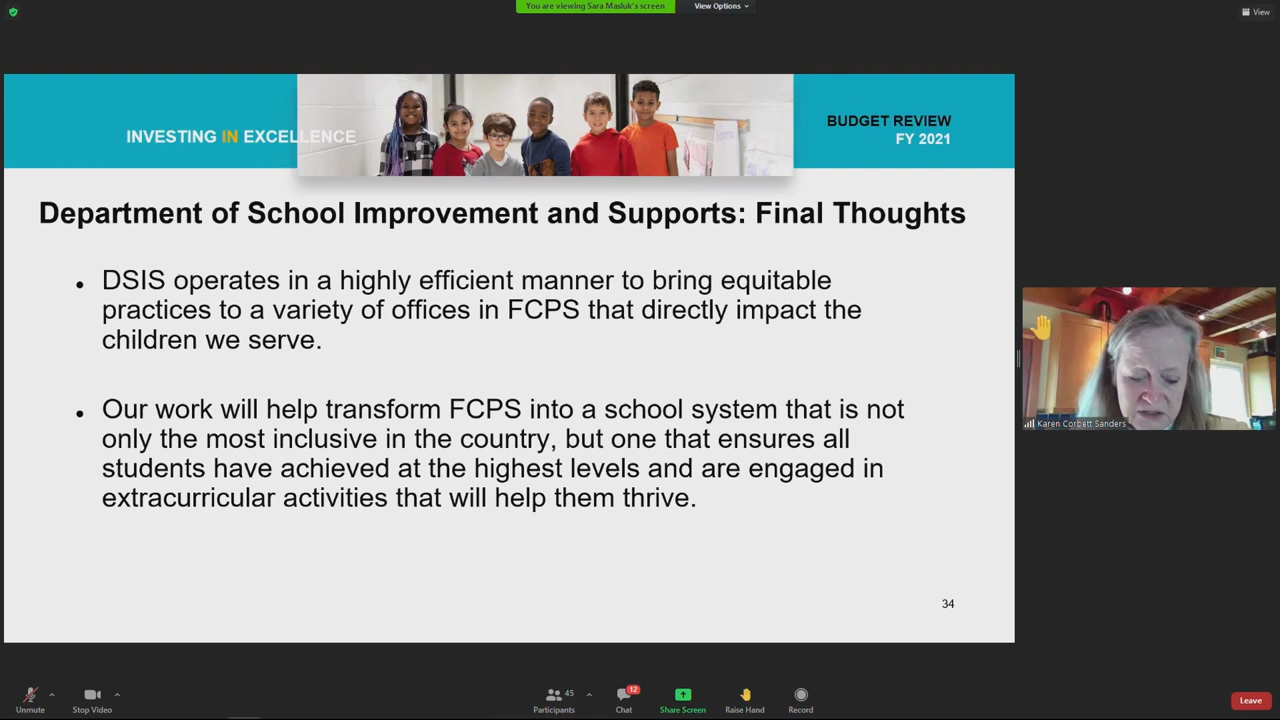 You are viewing Sara Masluk's screen
View Options
View
INVESTING IN EXCELLENCE
BUDGET REVIEW
FY 2021
Department of School Improvement and Supports: Final Thoughts
• DSIS operates in a highly efficient manner to bring equitable
practices to a variety of offices in FCPS that directly impact the
children we serve.
• Our work will help transform FCPS into a school system that is not
only the most inclusive in the country, but one that ensures all
students have achieved at the highest levels and are engaged in
extracurricular activities that will help them thrive.
34
Karen Corbett Sanders
Unmute
Stop Video
45
Participants
12
Chat
Share Screen
Raise Hand
Record
Leave